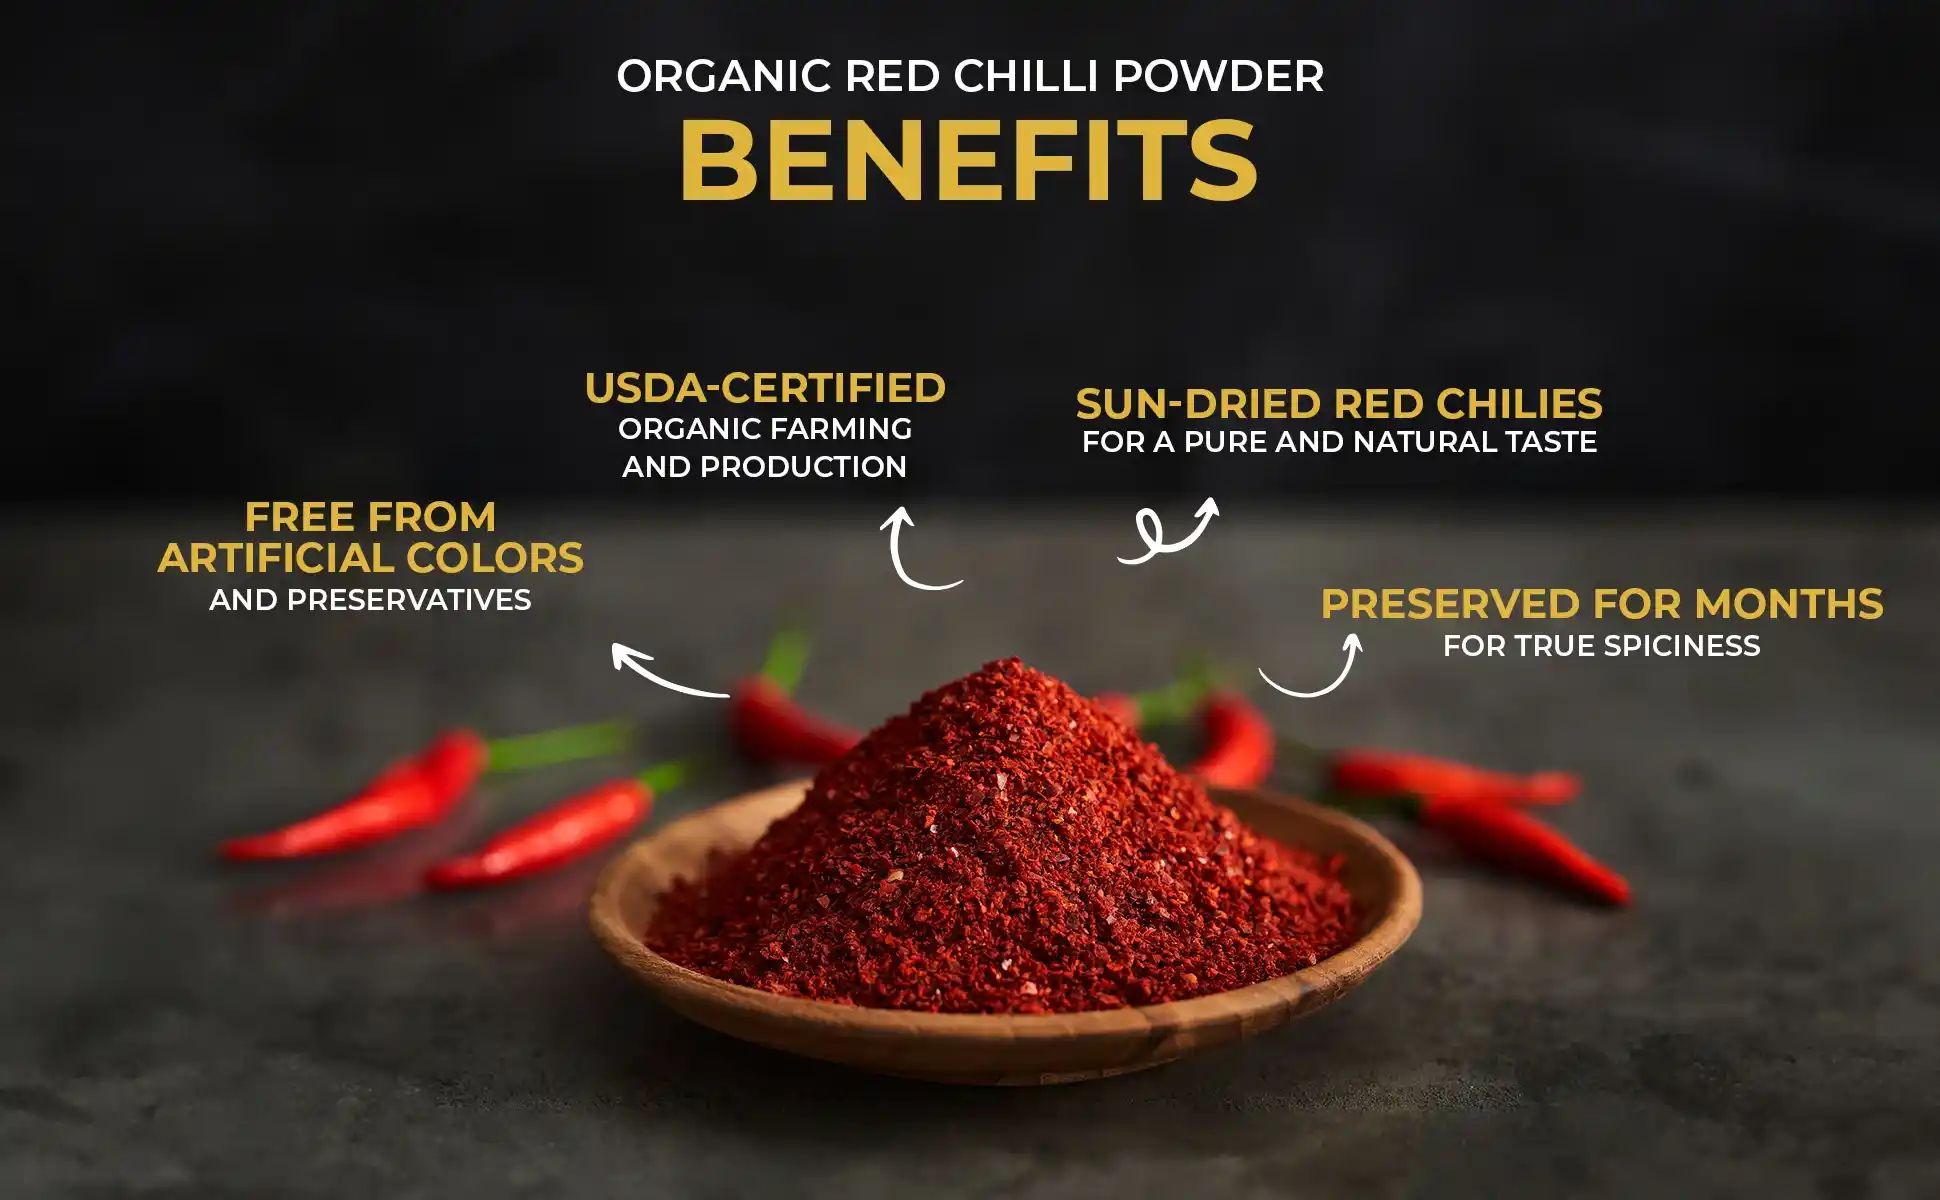 ORGANIC RED CHILLI POWDER
BENEFITS
USDA-CERTIFIED
ORGANIC FARMING
AND PRODUCTION
SUN-DRIED RED CHILIES
FOR A PURE AND NATURAL TASTE
FREE FROM
ARTIFICIAL COLORS
AND PRESERVATIVES
PRESERVED FOR MONTHS
FOR TRUE SPICINESS